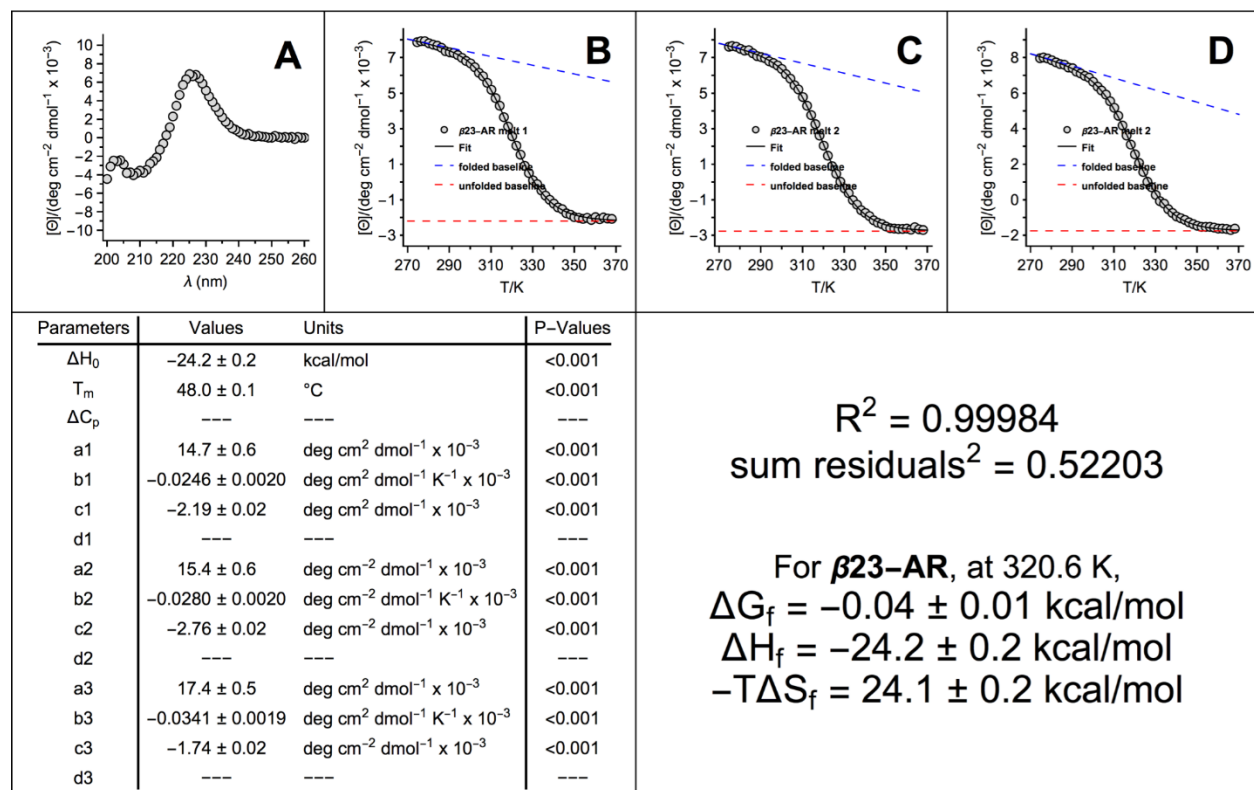 A
[Θ]/(deg cm⁻² dmol⁻¹ x 10⁻³)
10
8
6
4
2
0
−2
−4
−6
−8
−10
200 210 220 230 240 250 260
λ (nm)
B
[Θ]/(deg cm⁻² dmol⁻¹ x 10⁻³)
7
5
3
1
−1
−3
β23-AR melt 1
Fit
folded baseline
unfolded baseline
270 290 310 330 350 370
T/K
C
[Θ]/(deg cm⁻² dmol⁻¹ x 10⁻³)
7
5
3
1
−1
−3
β23-AR melt 2
Fit
folded baseline
unfolded baseline
270 290 310 330 350 370
T/K
D
[Θ]/(deg cm⁻² dmol⁻¹ x 10⁻³)
8
6
4
2
0
−2
β23-AR melt 2
Fit
folded baseline
unfolded baseline
270 290 310 330 350 370
T/K
Parameters Values Units P−Values
ΔH₀ −24.2 ± 0.2 kcal/mol <0.001
Tₘ 48.0 ± 0.1 °C <0.001
ΔCₚ −−− −−− −−−
a1 14.7 ± 0.6 deg cm² dmol⁻¹ x 10⁻³ <0.001
b1 −0.0246 ± 0.0020 deg cm² dmol⁻¹ K⁻¹ x 10⁻³ <0.001
c1 −2.19 ± 0.02 deg cm² dmol⁻¹ x 10⁻³ <0.001
d1 −−− −−− −−−
a2 15.4 ± 0.6 deg cm⁻² dmol⁻¹ x 10⁻³ <0.001
b2 −0.0280 ± 0.0020 deg cm⁻² dmol⁻¹ K⁻¹ x 10⁻³ <0.001
c2 −2.76 ± 0.02 deg cm⁻² dmol⁻¹ x 10⁻³ <0.001
d2 −−− −−− −−−
a3 17.4 ± 0.5 deg cm² dmol⁻¹ x 10⁻³ <0.001
b3 −0.0341 ± 0.0019 deg cm² dmol⁻¹ K⁻¹ x 10⁻³ <0.001
c3 −1.74 ± 0.02 deg cm⁻² dmol⁻¹ x 10⁻³ <0.001
d3 −−− −−− −−−
R² = 0.99984
sum residuals² = 0.52203
For β23−AR, at 320.6 K,
ΔG_f = −0.04 ± 0.01 kcal/mol
ΔH_f = −24.2 ± 0.2 kcal/mol
−TΔS_f = 24.1 ± 0.2 kcal/mol